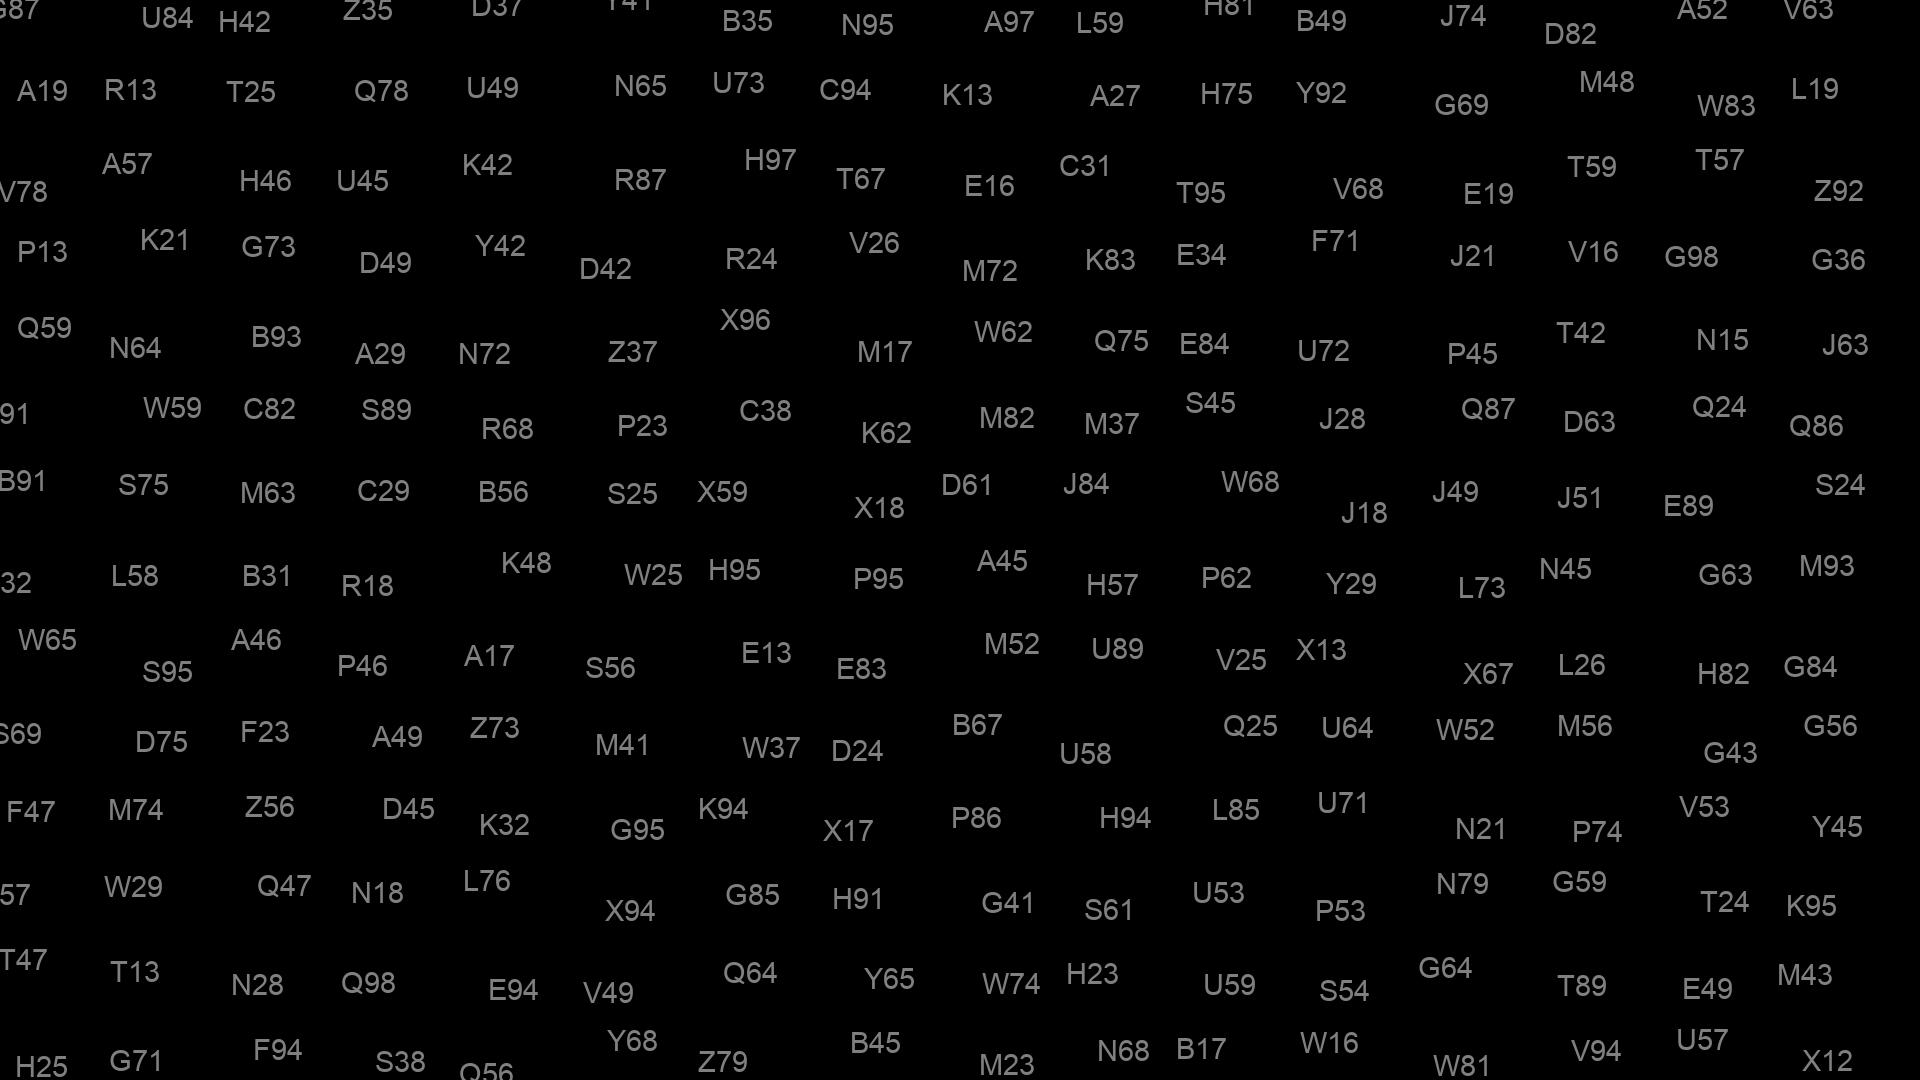 G87 U84 H42 Z35 D37 Y41 B35 N95 A97 L59 H81 B49 J74 D82 A52 V63
A19 R13 T25 Q78 U49 N65 U73 C94 K13 A27 H75 Y92 G69 M48 W83 L19
V78 A57 H46 U45 K42 R87 H97 T67 E16 C31 T95 V68 E19 T59 T57 Z92
P13 K21 G73 D49 Y42 D42 R24 V26 M72 K83 E34 F71 J21 V16 G98 G36
Q59 N64 B93 A29 N72 Z37 X96 M17 W62 Q75 E84 U72 P45 T42 N15 J63
91 W59 C82 S89 R68 P23 C38 K62 M82 M37 S45 J28 Q87 D63 Q24 Q86
B91 S75 M63 C29 B56 S25 X59 X18 D61 J84 W68 J18 J49 J51 E89 S24
32 L58 B31 R18 K48 W25 H95 P95 A45 H57 P62 Y29 L73 N45 G63 M93
W65 S95 A46 P46 A17 S56 E13 E83 M52 U89 V25 X13 X67 L26 H82 G84
S69 D75 F23 A49 Z73 M41 W37 D24 B67 U58 Q25 U64 W52 M56 G43 G56
F47 M74 Z56 D45 K32 G95 K94 X17 P86 H94 L85 U71 N21 P74 V53 Y45
57 W29 Q47 N18 L76 X94 G85 H91 G41 S61 U53 P53 N79 G59 T24 K95
T47 T13 N28 Q98 E94 V49 Q64 Y65 W74 H23 U59 S54 G64 T89 E49 M43
H25 G71 F94 S38 Q56 Y68 Z79 B45 M23 N68 B17 W16 W81 V94 U57 X12